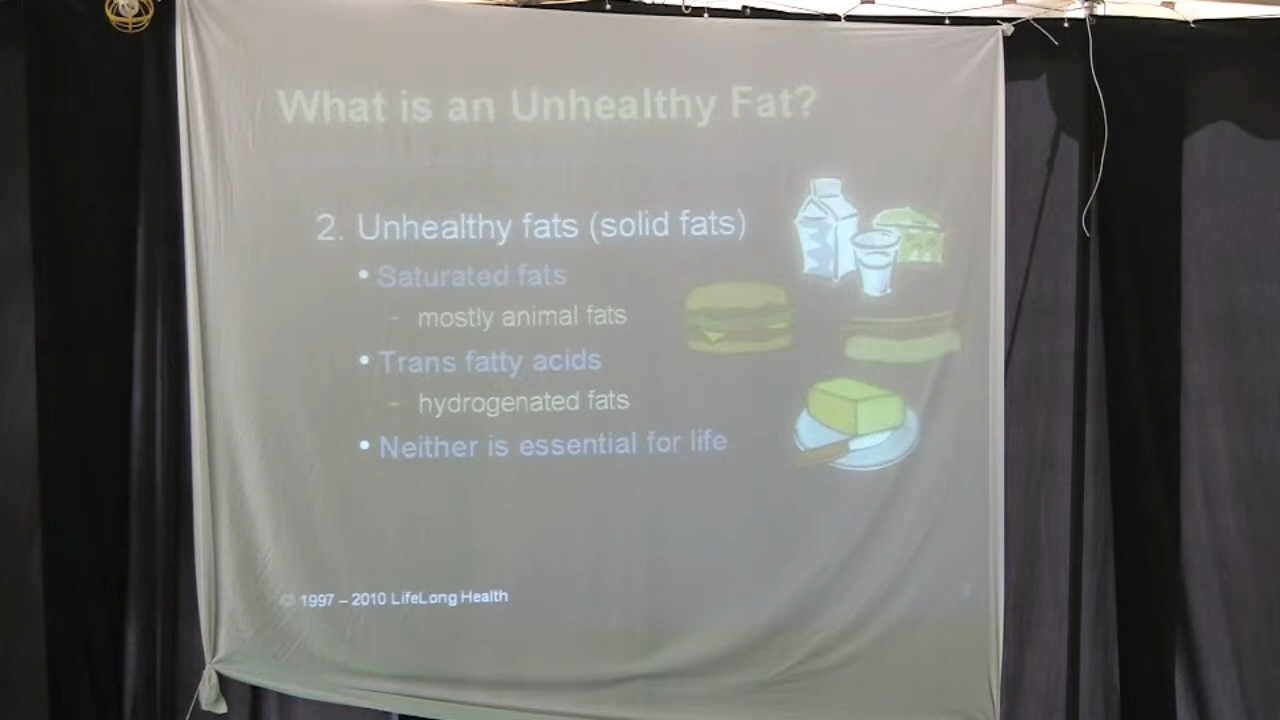 What is an Unhealthy Fat?
2. Unhealthy fats (solid fats)
• Saturated fats
- mostly animal fats
• Trans fatty acids
- hydrogenated fats
• Neither is essential for life
© 1997 – 2010 LifeLong Health